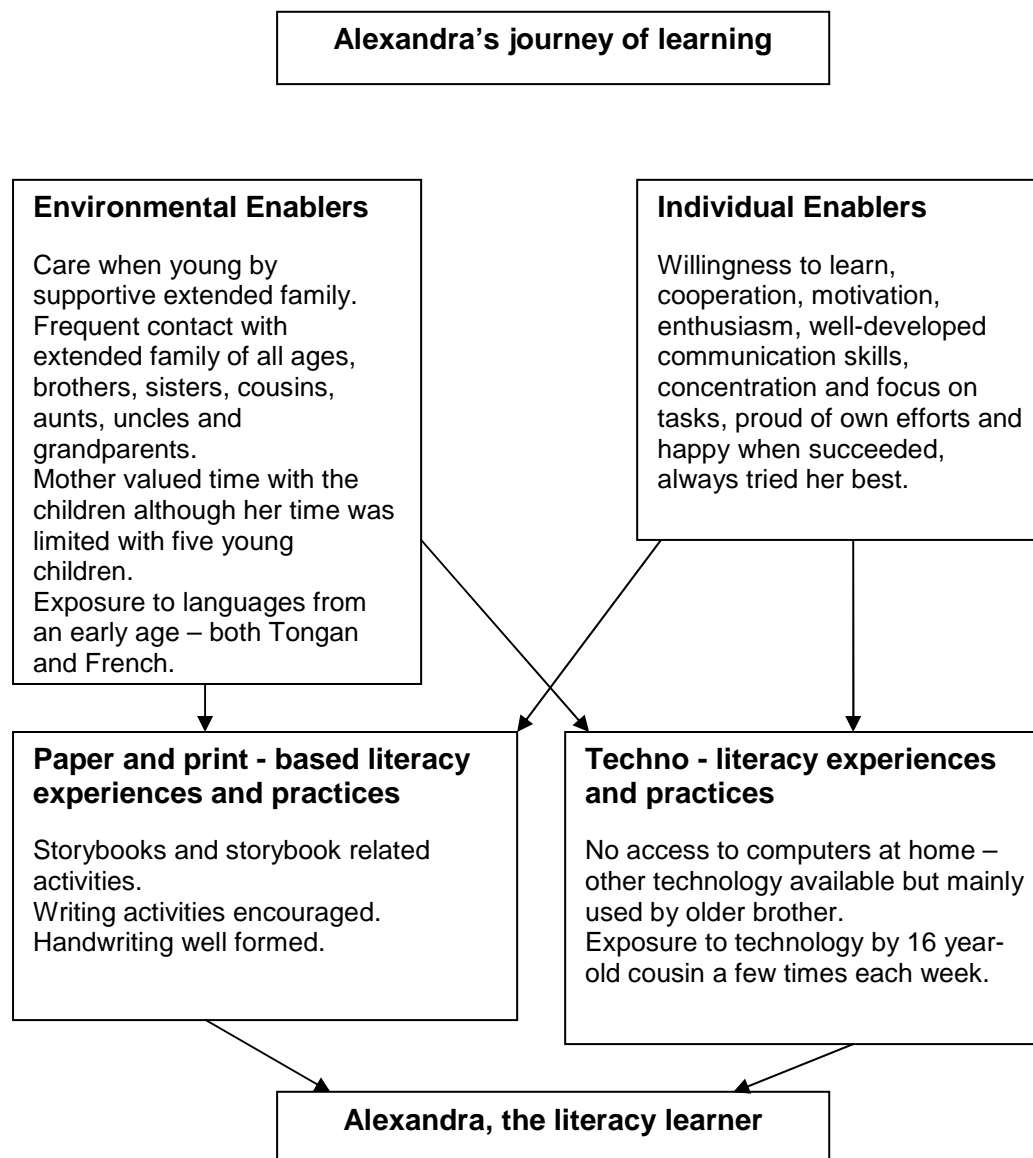 Alexandra's journey of learning
Environmental Enablers
Care when young by
supportive extended family.
Frequent contact with
extended family of all ages,
brothers, sisters, cousins,
aunts, uncles and
grandparents.
Mother valued time with the
children although her time was
limited with five young
children.
Exposure to languages from
an early age – both Tongan
and French.
Individual Enablers
Willingness to learn,
cooperation, motivation,
enthusiasm, well-developed
communication skills,
concentration and focus on
tasks, proud of own efforts and
happy when succeeded,
always tried her best.
Paper and print - based literacy
experiences and practices
Storybooks and storybook related
activities.
Writing activities encouraged.
Handwriting well formed.
Techno - literacy experiences
and practices
No access to computers at home –
other technology available but mainly
used by older brother.
Exposure to technology by 16 year-
old cousin a few times each week.
Alexandra, the literacy learner